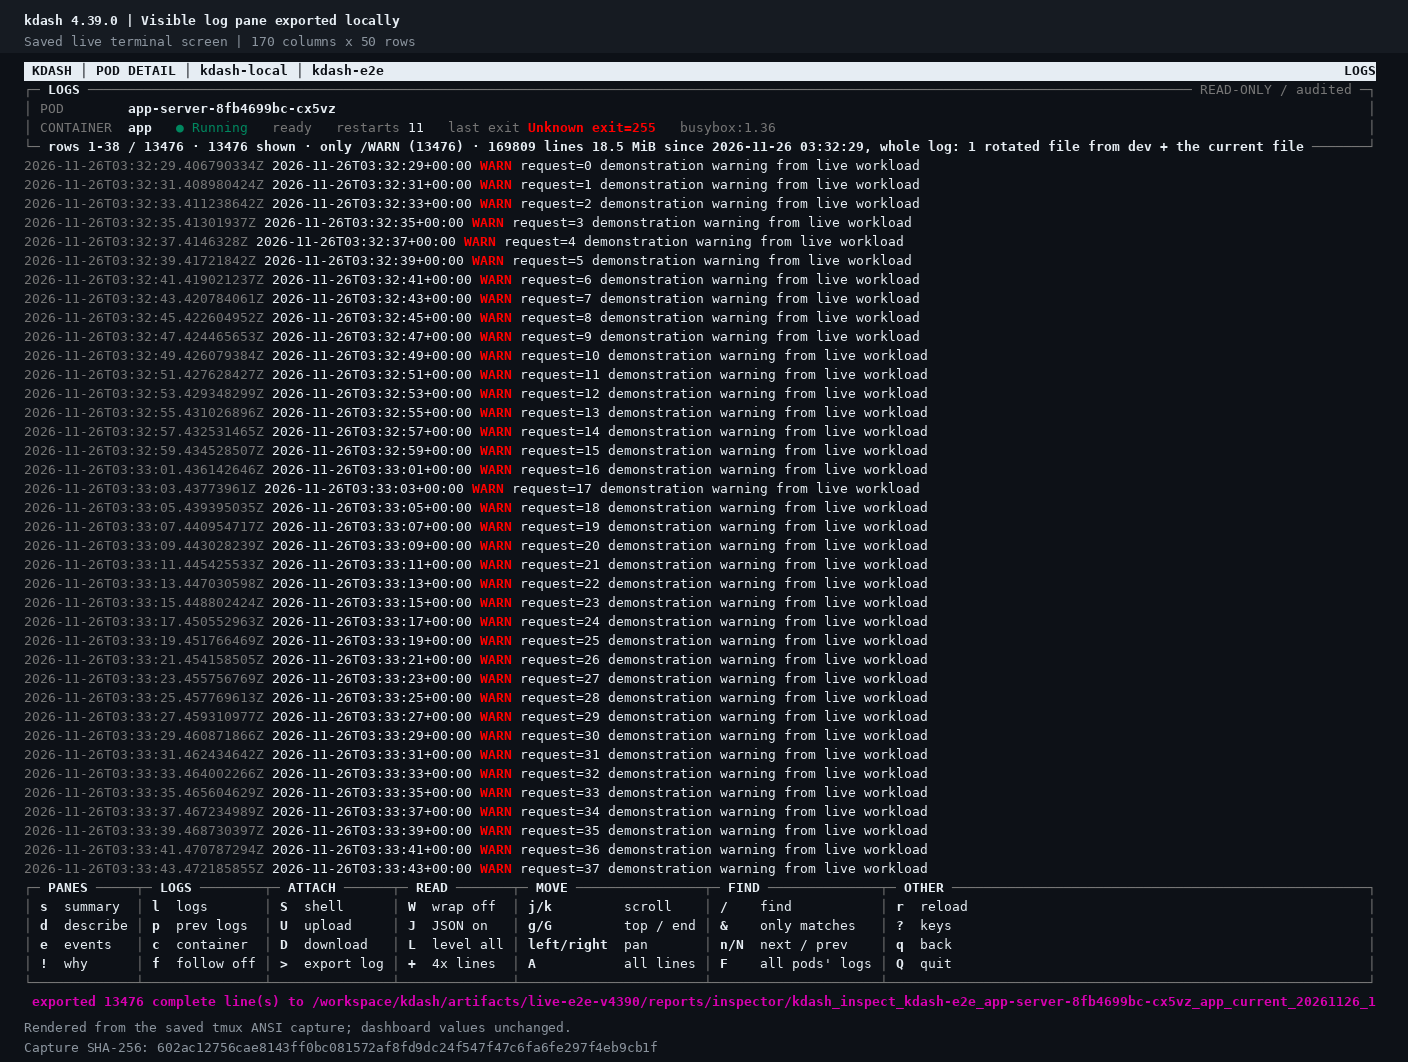 kdash 4.39.0 | Visible log pane exported locally
Saved live terminal screen | 170 columns x 50 rows
KDASH │ POD DETAIL │ kdash-local │ kdash-e2e LOGS
LOGS READ-ONLY / audited
POD app-server-8fb4699bc-cx5vz
CONTAINER app ● Running ready restarts 11 last exit Unknown exit=255 busybox:1.36
rows 1-38 / 13476 · 13476 shown · only /WARN (13476) · 169809 lines 18.5 MiB since 2026-11-26 03:32:29, whole log: 1 rotated file from dev + the current file
2026-11-26T03:32:29.406790334Z 2026-11-26T03:32:29+00:00 WARN request=0 demonstration warning from live workload
2026-11-26T03:32:31.408980424Z 2026-11-26T03:32:31+00:00 WARN request=1 demonstration warning from live workload
2026-11-26T03:32:33.411238642Z 2026-11-26T03:32:33+00:00 WARN request=2 demonstration warning from live workload
2026-11-26T03:32:35.41301937Z 2026-11-26T03:32:35+00:00 WARN request=3 demonstration warning from live workload
2026-11-26T03:32:37.4146328Z 2026-11-26T03:32:37+00:00 WARN request=4 demonstration warning from live workload
2026-11-26T03:32:39.41721842Z 2026-11-26T03:32:39+00:00 WARN request=5 demonstration warning from live workload
2026-11-26T03:32:41.419021237Z 2026-11-26T03:32:41+00:00 WARN request=6 demonstration warning from live workload
2026-11-26T03:32:43.420784061Z 2026-11-26T03:32:43+00:00 WARN request=7 demonstration warning from live workload
2026-11-26T03:32:45.422604952Z 2026-11-26T03:32:45+00:00 WARN request=8 demonstration warning from live workload
2026-11-26T03:32:47.424465653Z 2026-11-26T03:32:47+00:00 WARN request=9 demonstration warning from live workload
2026-11-26T03:32:49.426079384Z 2026-11-26T03:32:49+00:00 WARN request=10 demonstration warning from live workload
2026-11-26T03:32:51.427628427Z 2026-11-26T03:32:51+00:00 WARN request=11 demonstration warning from live workload
2026-11-26T03:32:53.429348299Z 2026-11-26T03:32:53+00:00 WARN request=12 demonstration warning from live workload
2026-11-26T03:32:55.431026896Z 2026-11-26T03:32:55+00:00 WARN request=13 demonstration warning from live workload
2026-11-26T03:32:57.432531465Z 2026-11-26T03:32:57+00:00 WARN request=14 demonstration warning from live workload
2026-11-26T03:32:59.434528507Z 2026-11-26T03:32:59+00:00 WARN request=15 demonstration warning from live workload
2026-11-26T03:33:01.436142646Z 2026-11-26T03:33:01+00:00 WARN request=16 demonstration warning from live workload
2026-11-26T03:33:03.43773961Z 2026-11-26T03:33:03+00:00 WARN request=17 demonstration warning from live workload
2026-11-26T03:33:05.439395035Z 2026-11-26T03:33:05+00:00 WARN request=18 demonstration warning from live workload
2026-11-26T03:33:07.440954717Z 2026-11-26T03:33:07+00:00 WARN request=19 demonstration warning from live workload
2026-11-26T03:33:09.443028239Z 2026-11-26T03:33:09+00:00 WARN request=20 demonstration warning from live workload
2026-11-26T03:33:11.445425533Z 2026-11-26T03:33:11+00:00 WARN request=21 demonstration warning from live workload
2026-11-26T03:33:13.447030598Z 2026-11-26T03:33:13+00:00 WARN request=22 demonstration warning from live workload
2026-11-26T03:33:15.448802424Z 2026-11-26T03:33:15+00:00 WARN request=23 demonstration warning from live workload
2026-11-26T03:33:17.450552963Z 2026-11-26T03:33:17+00:00 WARN request=24 demonstration warning from live workload
2026-11-26T03:33:19.451766469Z 2026-11-26T03:33:19+00:00 WARN request=25 demonstration warning from live workload
2026-11-26T03:33:21.454158505Z 2026-11-26T03:33:21+00:00 WARN request=26 demonstration warning from live workload
2026-11-26T03:33:23.455756769Z 2026-11-26T03:33:23+00:00 WARN request=27 demonstration warning from live workload
2026-11-26T03:33:25.457769613Z 2026-11-26T03:33:25+00:00 WARN request=28 demonstration warning from live workload
2026-11-26T03:33:27.459310977Z 2026-11-26T03:33:27+00:00 WARN request=29 demonstration warning from live workload
2026-11-26T03:33:29.460871866Z 2026-11-26T03:33:29+00:00 WARN request=30 demonstration warning from live workload
2026-11-26T03:33:31.462434642Z 2026-11-26T03:33:31+00:00 WARN request=31 demonstration warning from live workload
2026-11-26T03:33:33.464002266Z 2026-11-26T03:33:33+00:00 WARN request=32 demonstration warning from live workload
2026-11-26T03:33:35.465604629Z 2026-11-26T03:33:35+00:00 WARN request=33 demonstration warning from live workload
2026-11-26T03:33:37.467234989Z 2026-11-26T03:33:37+00:00 WARN request=34 demonstration warning from live workload
2026-11-26T03:33:39.468730397Z 2026-11-26T03:33:39+00:00 WARN request=35 demonstration warning from live workload
2026-11-26T03:33:41.470787294Z 2026-11-26T03:33:41+00:00 WARN request=36 demonstration warning from live workload
2026-11-26T03:33:43.472185855Z 2026-11-26T03:33:43+00:00 WARN request=37 demonstration warning from live workload
PANES LOGS ATTACH READ MOVE FIND OTHER
s summary │ l logs │ S shell │ W wrap off │ j/k scroll │ / find │ r reload
d describe │ p prev logs │ U upload │ J JSON on │ g/G top / end │ & only matches │ ? keys
e events │ c container │ D download │ L level all │ left/right pan │ n/N next / prev │ q back
! why │ f follow off │ > export log │ + 4x lines │ A all lines │ F all pods' logs │ Q quit
exported 13476 complete line(s) to /workspace/kdash/artifacts/live-e2e-v4390/reports/inspector/kdash_inspect_kdash-e2e_app-server-8fb4699bc-cx5vz_app_current_20261126_1
Rendered from the saved tmux ANSI capture; dashboard values unchanged.
Capture SHA-256: 602ac12756cae8143ff0bc081572af8fd9dc24f547f47c6fa6fe297f4eb9cb1f